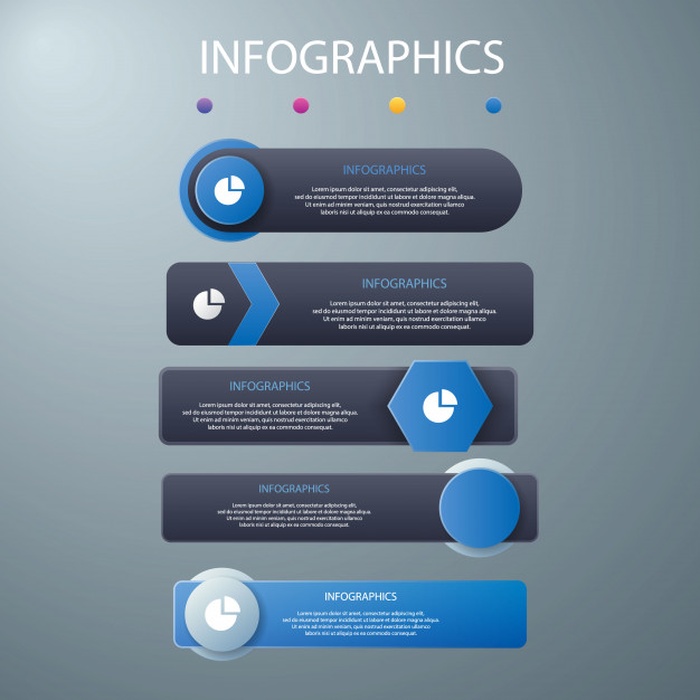 INFOGRAPHICS
INFOGRAPHICS
Lorem ipsum dolor sit amet, consectetur adipiscing elit,
sed do eiusmod tempor incididunt ut labore et dolore magna aliqua.
Ut enim ad minim veniam, quis nostrud exercitation
ullamco laboris nisi ut aliquip ex ea commodo
INFOGRAPHICS
Lorem ipsum dolor sit amet, consectetur adipiscing elit,
sed do eiusmod tempor incididunt ut labore et dolore magna aliqua.
Ut enim ad minim veniam, quis nostrud exercitation
ullamco laboris nisi ut aliquip ex ea commodo
INFOGRAPHICS
Lorem ipsum dolor sit amet, consectetur adipiscing elit,
sed do eiusmod tempor incididunt ut labore et dolore magna aliqua.
Ut enim ad minim veniam, quis nostrud exercitation
ullamco laboris nisi ut aliquip ex ea commodo
INFOGRAPHICS
Lorem ipsum dolor sit amet, consectetur adipiscing elit,
sed do eiusmod tempor incididunt ut labore et dolore magna aliqua.
Ut enim ad minim veniam, quis nostrud exercitation
ullamco laboris nisi ut aliquip ex ea commodo
INFOGRAPHICS
Lorem ipsum dolor sit amet, consectetur adipiscing elit,
sed do eiusmod tempor incididunt ut labore et dolore magna aliqua.
Ut enim ad minim veniam, quis nostrud exercitation
ullamco laboris nisi ut aliquip ex ea commodo